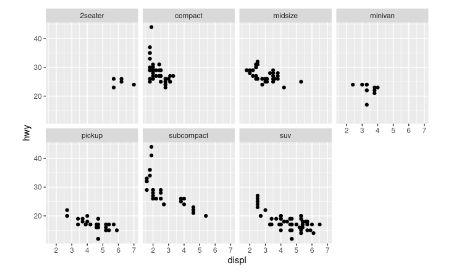 2seater compact midsize minivan
40
30
20
2 3 4 5 6 7
hwy
pickup subcompact suv
40
30
20
2 3 4 5 6 7 2 3 4 5 6 7 2 3 4 5 6 7
displ